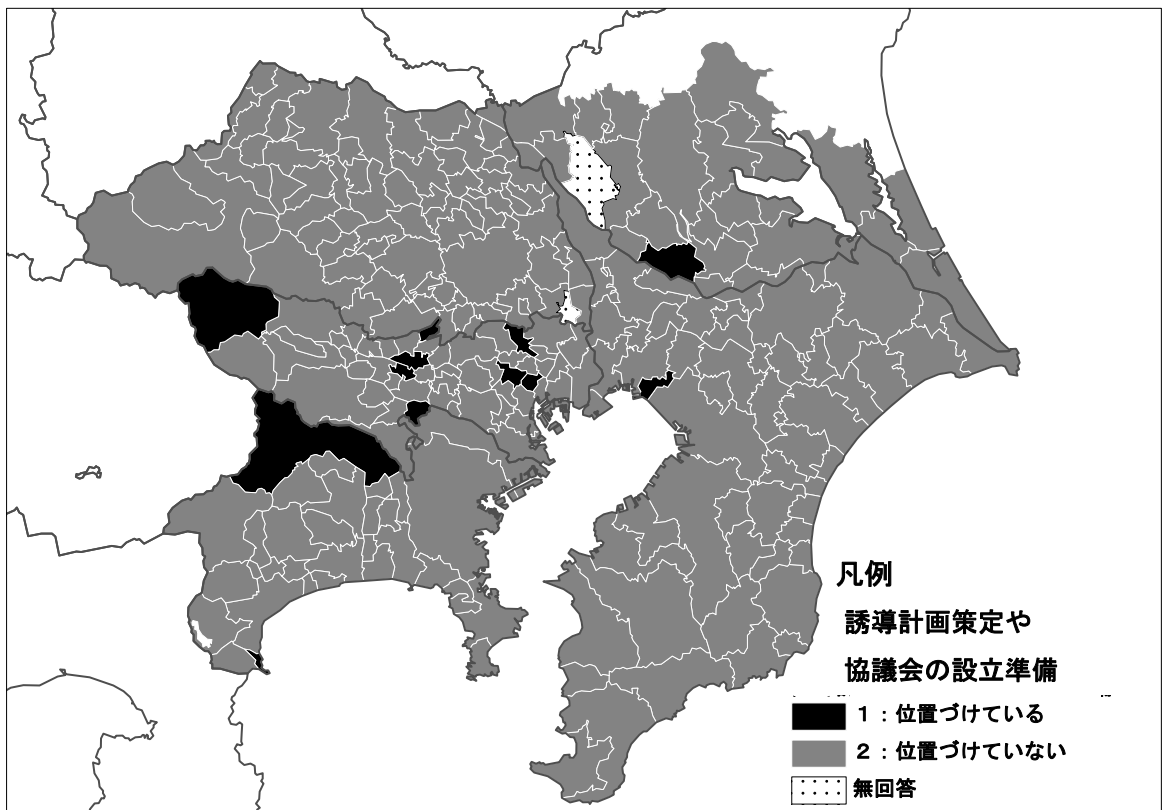 凡例
誘導計画策定や
協議会の設立準備
1：位置づけている
2：位置づけていない
無回答